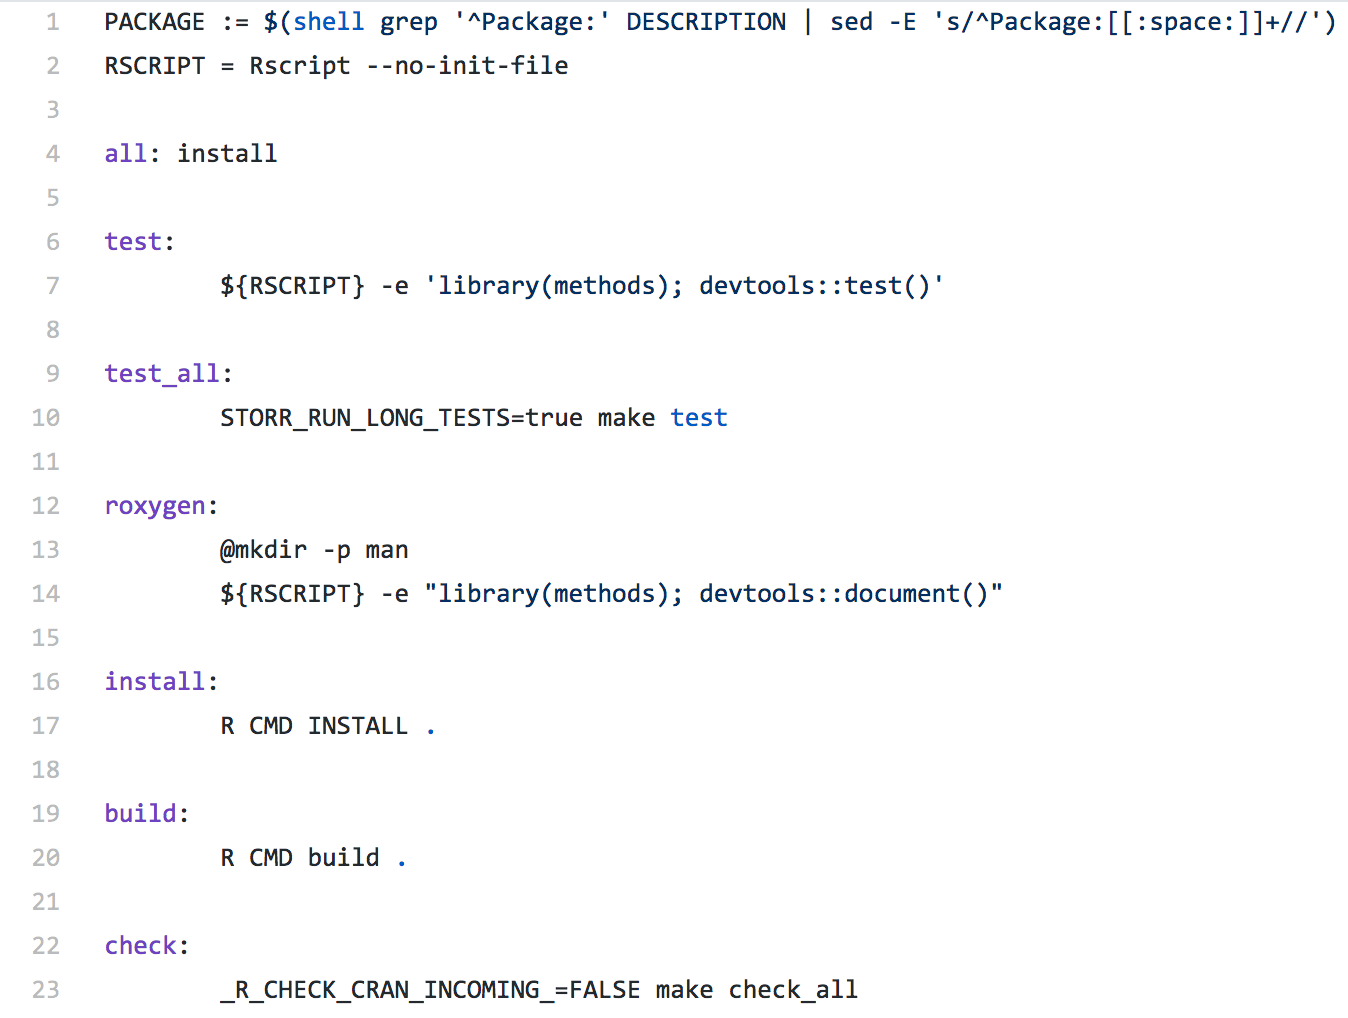 1 PACKAGE := $(shell grep '^Package:' DESCRIPTION | sed -E 's/^Package:[[:space:]]+//')
2 RSCRIPT = Rscript --no-init-file
3
4 all: install
5
6 test:
7 ${RSCRIPT} -e 'library(methods); devtools::test()'
8
9 test_all:
10 STORR_RUN_LONG_TESTS=true make test
11
12 roxygen:
13 @mkdir -p man
14 ${RSCRIPT} -e "library(methods); devtools::document()"
15
16 install:
17 R CMD INSTALL .
18
19 build:
20 R CMD build .
21
22 check:
23 _R_CHECK_CRAN_INCOMING_=FALSE make check_all